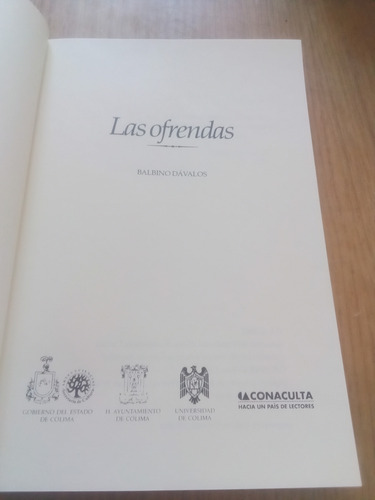 Las ofrendas
BALBINO DÁVALOS
GOBIERNO DEL ESTADO
DE COLIMA
H. AYUNTAMIENTO
DE COLIMA
UNIVERSIDAD
DE COLIMA
CONACULTA
HACIA UN PAÍS DE LECTORES